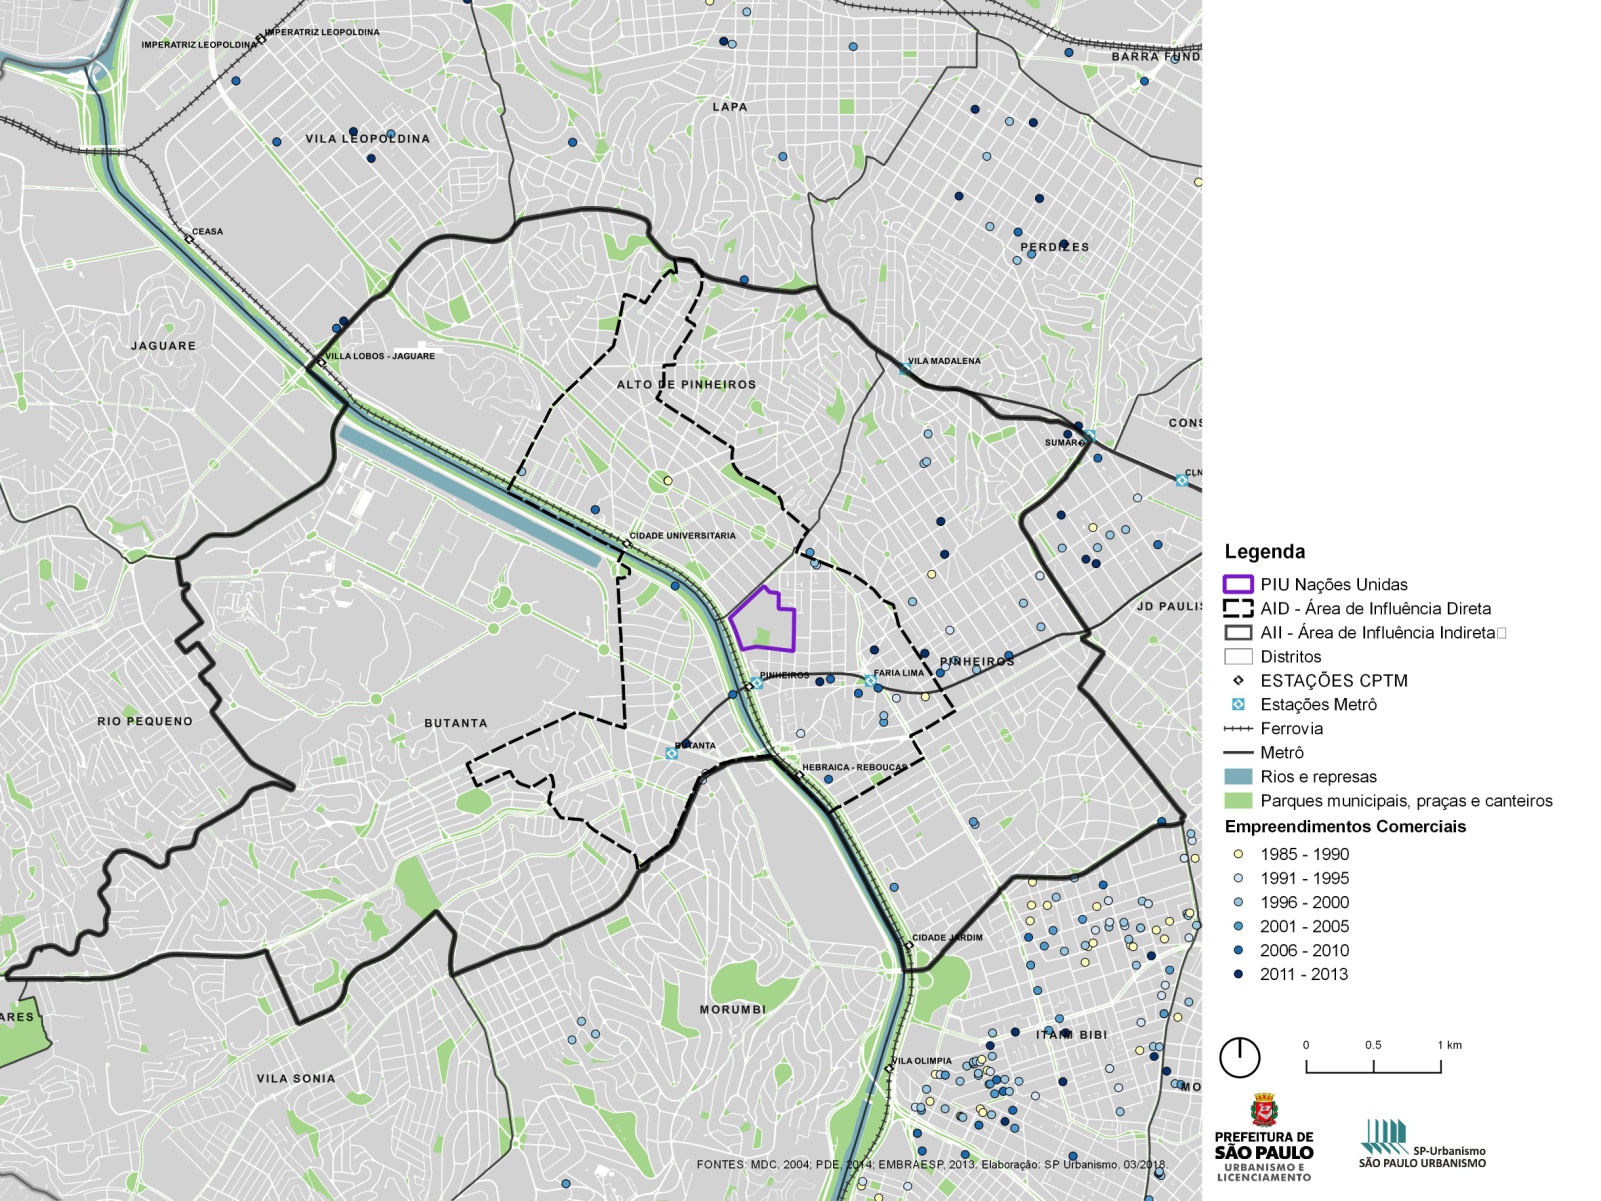 IMPERATRIZ LEOPOLDINA
IMPERATRIZ LEOPOLDINA
BARRA FUND
LAPA
VILA LEOPOLDINA
CEASA
PERDIZES
JAGUARE
VILLA LOBOS - JAGUARE
VILA MADALENA
ALTO DE PINHEIROS
CONS
SUMARÉ
CLN
CIDADE UNIVERSITÁRIA
JD PAULIS
PINHEIROS
FARIA LIMA
PINHEIROS
RIO PEQUENO
BUTANTA
BUTANTA
HEBRAICA - REBOUÇAS
CIDADE JARDIM
MORUMBI
ARES
ITAIM BIBI
VILA OLIMPIA
VILA SONIA
MO
FONTES: MDC, 2004; PDE, 2014; EMBRAESP, 2013. Elaboração: SP Urbanismo, 03/2018.
Legenda
PIU Nações Unidas
AID - Área de Influência Direta
AII - Área de Influência Indireta
Distritos
ESTAÇÕES CPTM
Estações Metrô
Ferrovia
Metrô
Rios e represas
Parques municipais, praças e canteiros
Empreendimentos Comerciais
1985 - 1990
1991 - 1995
1996 - 2000
2001 - 2005
2006 - 2010
2011 - 2013
0 0.5 1 km
PREFEITURA DE
SÃO PAULO
URBANISMO E
LICENCIAMENTO
SP-Urbanismo
SÃO PAULO URBANISMO